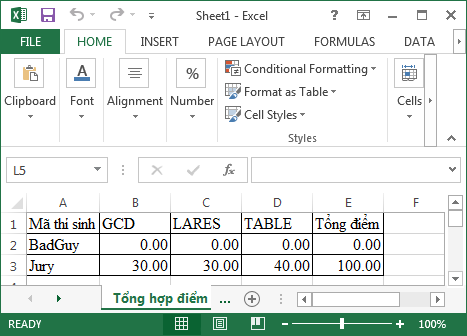 Sheet1 - Excel
FILE HOME INSERT PAGE LAYOUT FORMULAS DATA
Clipboard Font Alignment Number Conditional Formatting Format as Table Cell Styles Styles Cells
L5 fx
A B C D E F
1 Mã thí sinh GCD LARES TABLE Tổng điểm
2 BadGuy 0.00 0.00 0.00 0.00
3 Jury 30.00 30.00 40.00 100.00
Tổng hợp điểm ...
READY 100%